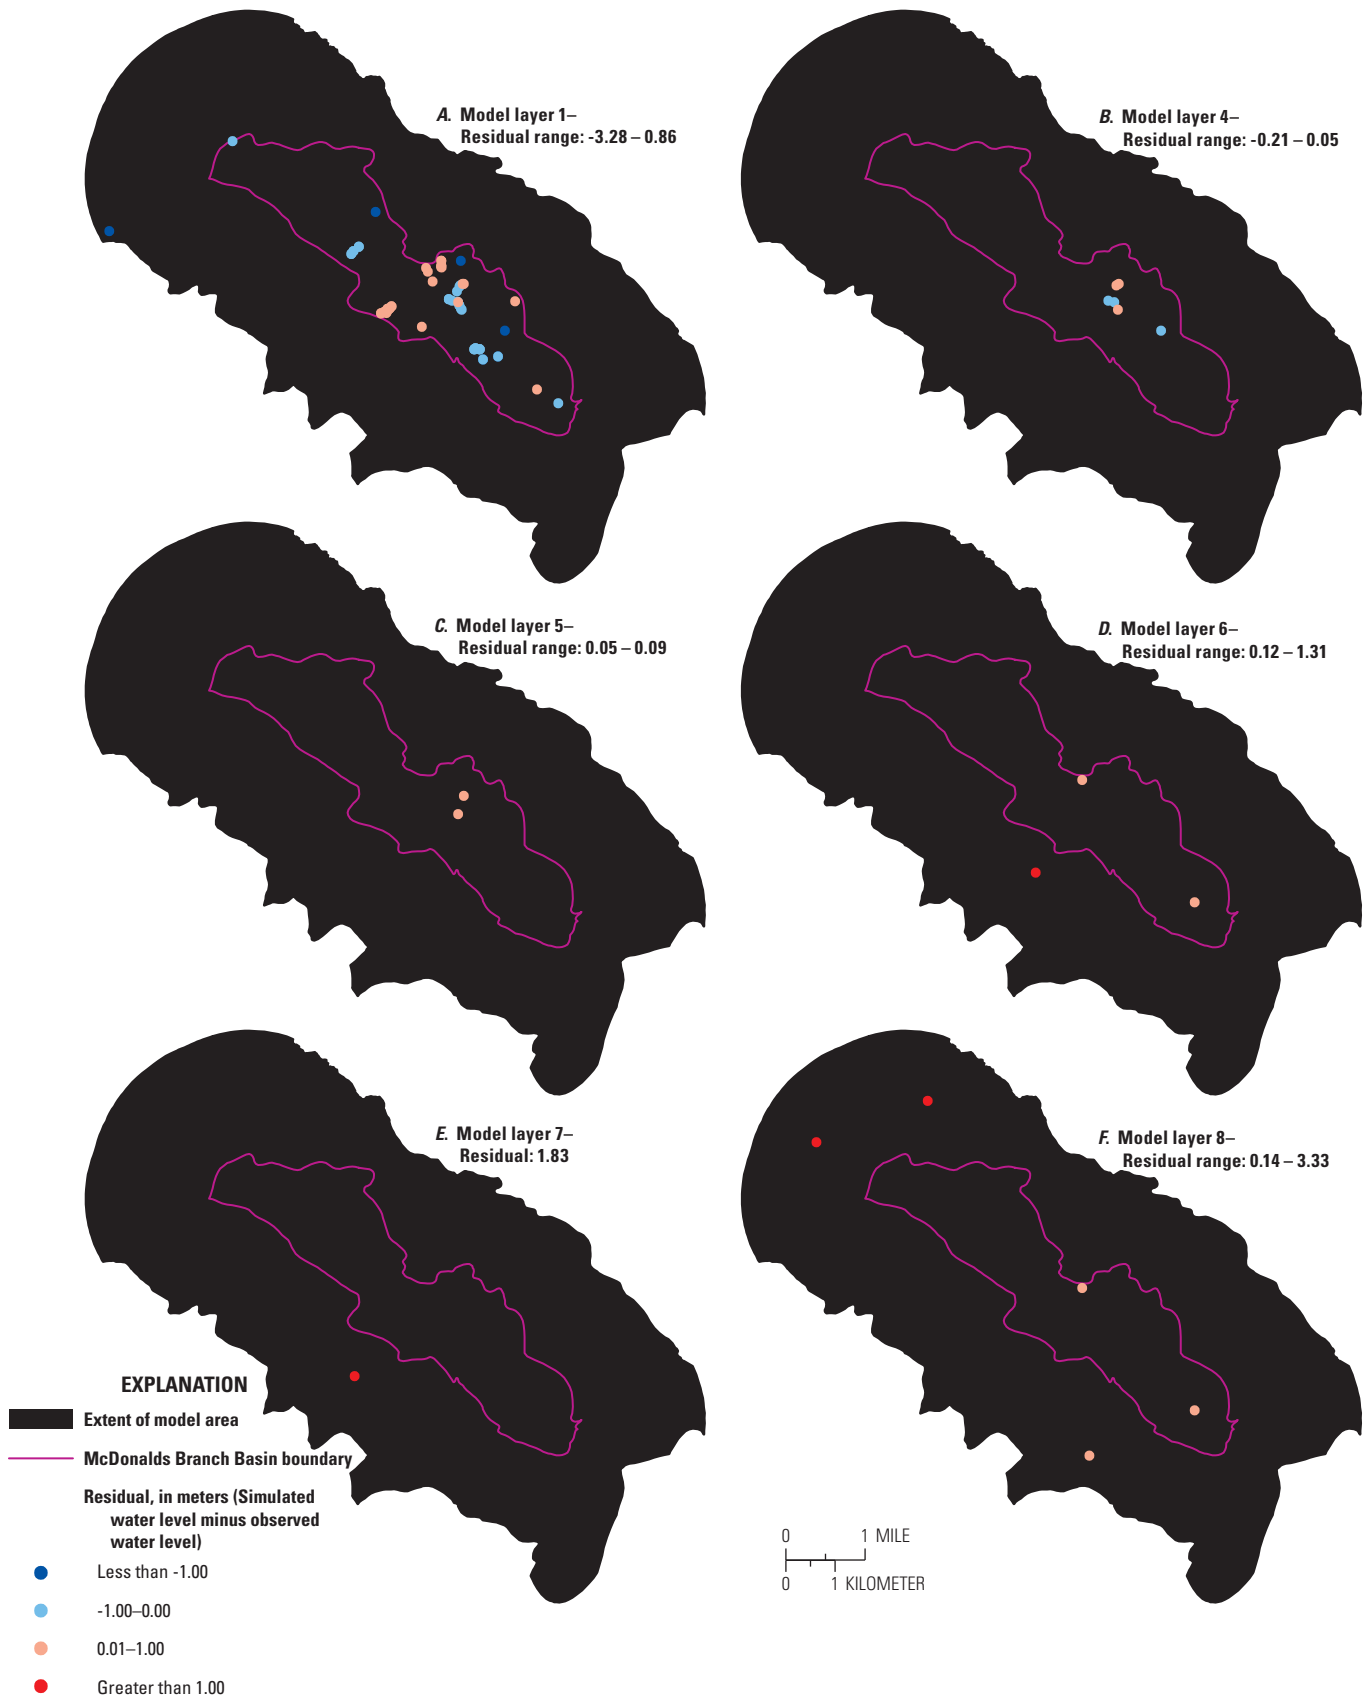 A. Model layer 1–
Residual range: -3.28 – 0.86
B. Model layer 4–
Residual range: -0.21 – 0.05
C. Model layer 5–
Residual range: 0.05 – 0.09
D. Model layer 6–
Residual range: 0.12 – 1.31
E. Model layer 7–
Residual: 1.83
F. Model layer 8–
Residual range: 0.14 – 3.33
EXPLANATION
Extent of model area
McDonalds Branch Basin boundary
Residual, in meters (Simulated
water level minus observed
water level)
Less than -1.00
-1.00–0.00
0.01–1.00
Greater than 1.00
0 1 MILE
0 1 KILOMETER